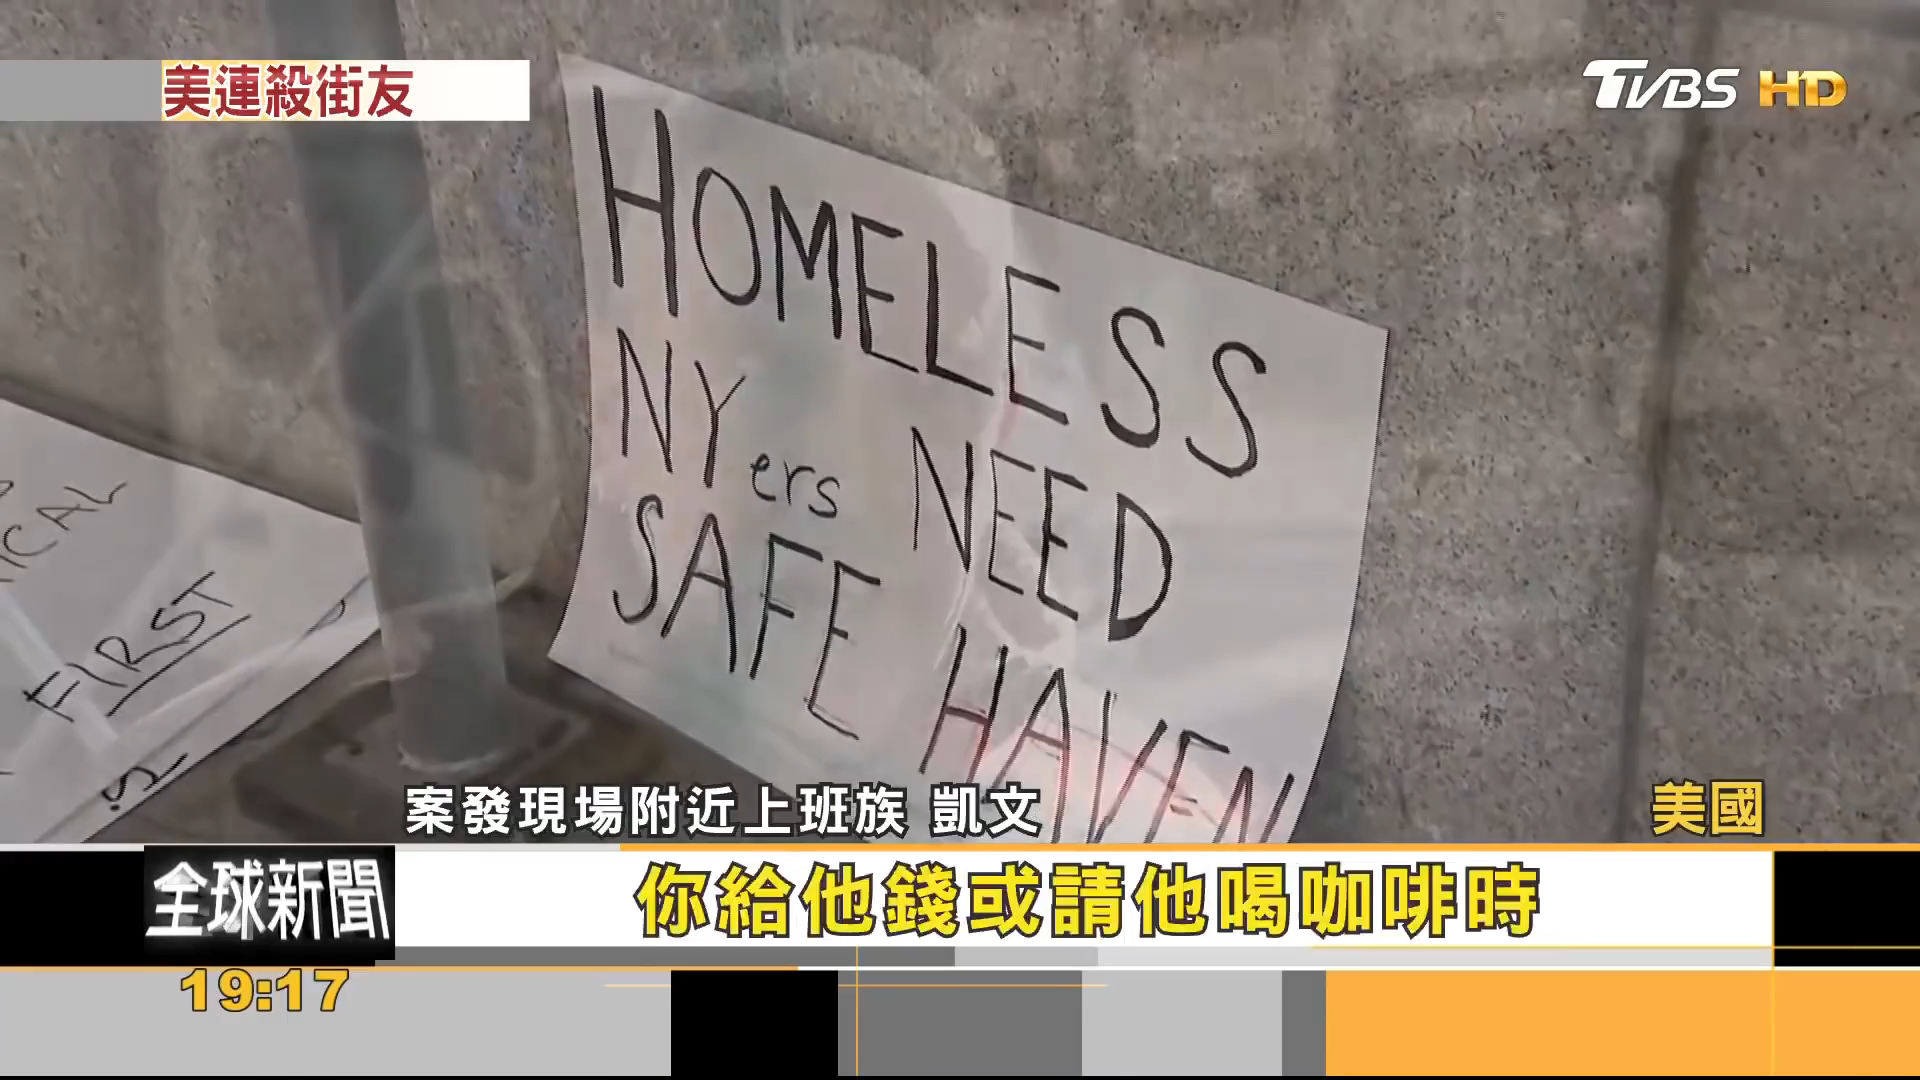 美連殺街友
TVBS HD
HOMELESS
NYers NEED
SAFE HAVEN
ICAL
FIRST
案發現場附近上班族 凱文
美國
全球新聞
你給他錢或請他喝咖啡時
19:17